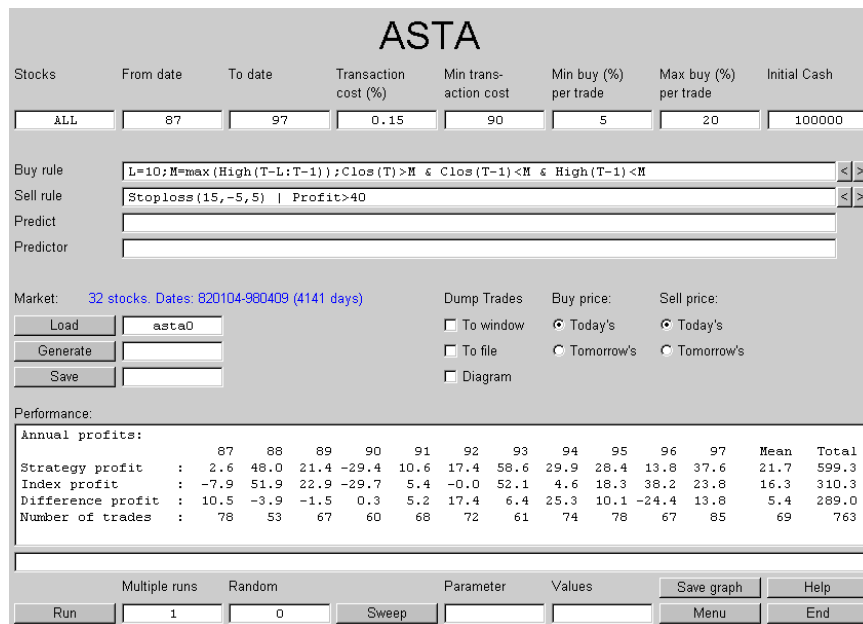 ASTA
Stocks From date To date Transaction cost (%) Min trans- action cost Min buy (%) per trade Max buy (%) per trade Initial Cash
ALL 87 97 0.15 90 5 20 100000
Buy rule L=10;M=max(High(T-L:T-1));Clos(T)>M & Clos(T-1)<M & High(T-1)<M < >
Sell rule Stoploss(15,-5,5) | Profit>40 < >
Predict
Predictor
Market: 32 stocks. Dates: 820104-980409 (4141 days) Dump Trades Buy price: Sell price:
Load asta0 To window Today's Today's
Generate To file Tomorrow's Tomorrow's
Save Diagram
Performance:
Annual profits:
87 88 89 90 91 92 93 94 95 96 97 Mean Total
Strategy profit : 2.6 48.0 21.4 -29.4 10.6 17.4 58.6 29.9 28.4 13.8 37.6 21.7 599.3
Index profit : -7.9 51.9 22.9 -29.7 5.4 -0.0 52.1 4.6 18.3 38.2 23.8 16.3 310.3
Difference profit : 10.5 -3.9 -1.5 0.3 5.2 17.4 6.4 25.3 10.1 -24.4 13.8 5.4 289.0
Number of trades : 78 53 67 60 68 72 61 74 78 67 85 69 763
Multiple runs Random Parameter Values Save graph Help
Run 1 0 Sweep Menu End